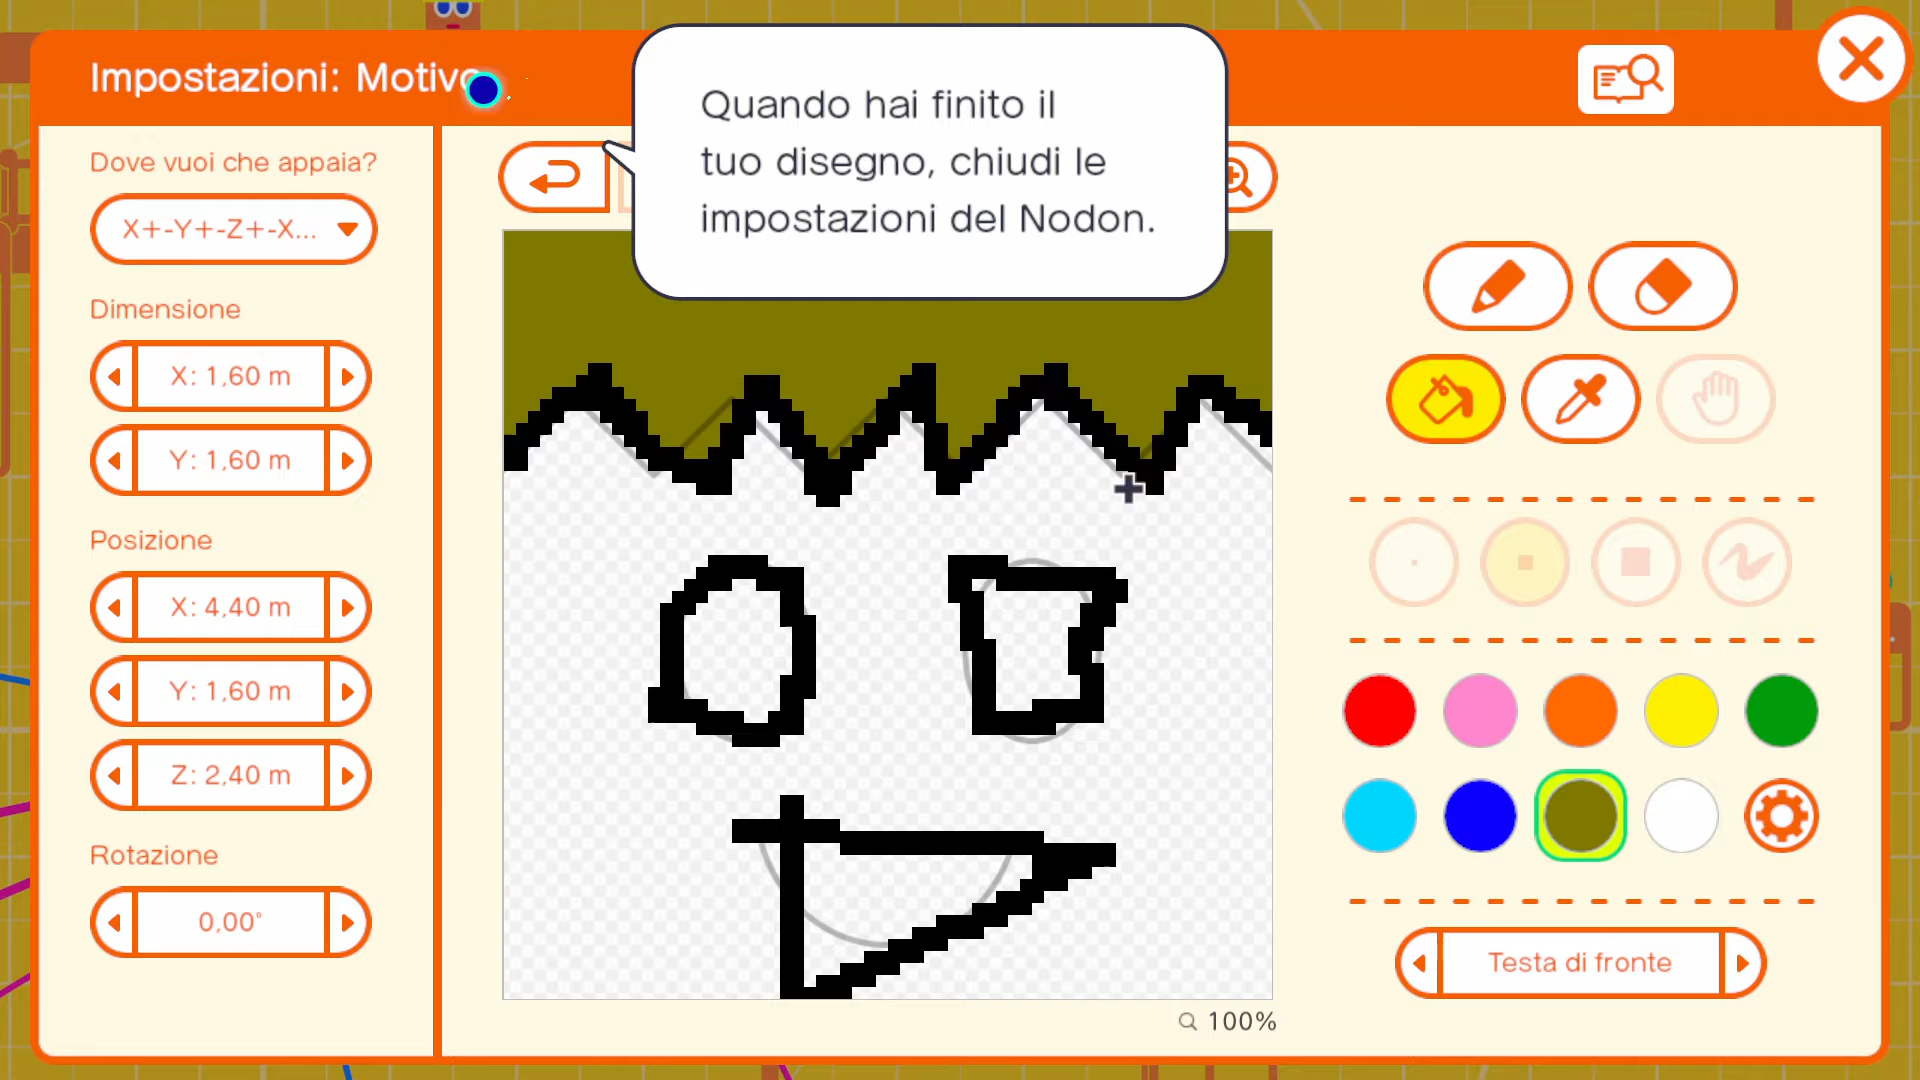 Impostazioni: Motivo
Quando hai finito il
tuo disegno, chiudi le
impostazioni del Nodon.
Dove vuoi che appaia?
X+-Y+-Z+-X...
Dimensione
X: 1,60 m
Y: 1,60 m
Posizione
X: 4,40 m
Y: 1,60 m
Z: 2,40 m
Rotazione
0,00°
100%
Testa di fronte